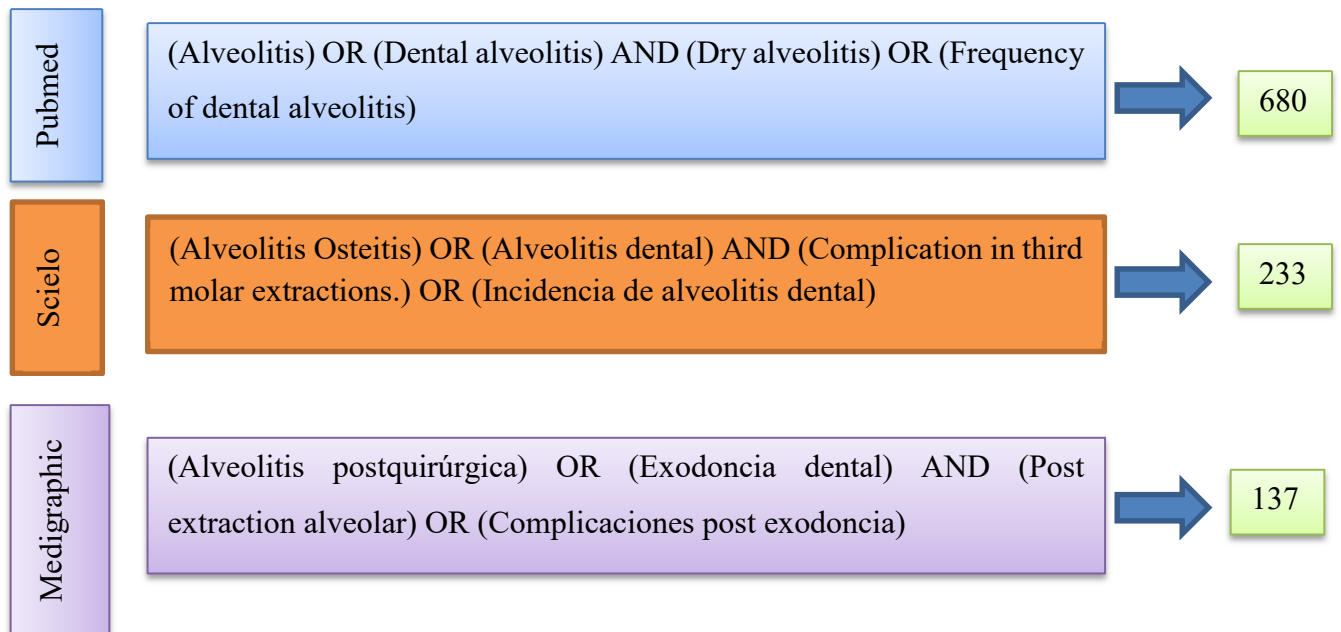 Pubmed
(Alveolitis) OR (Dental alveolitis) AND (Dry alveolitis) OR (Frequency
of dental alveolitis)
680
Scielo
(Alveolitis Osteitis) OR (Alveolitis dental) AND (Complication in third
molar extractions.) OR (Incidencia de alveolitis dental)
233
Medigraphic
(Alveolitis postquirúrgica) OR (Exodoncia dental) AND (Post
extraction alveolar) OR (Complicaciones post exodoncia)
137